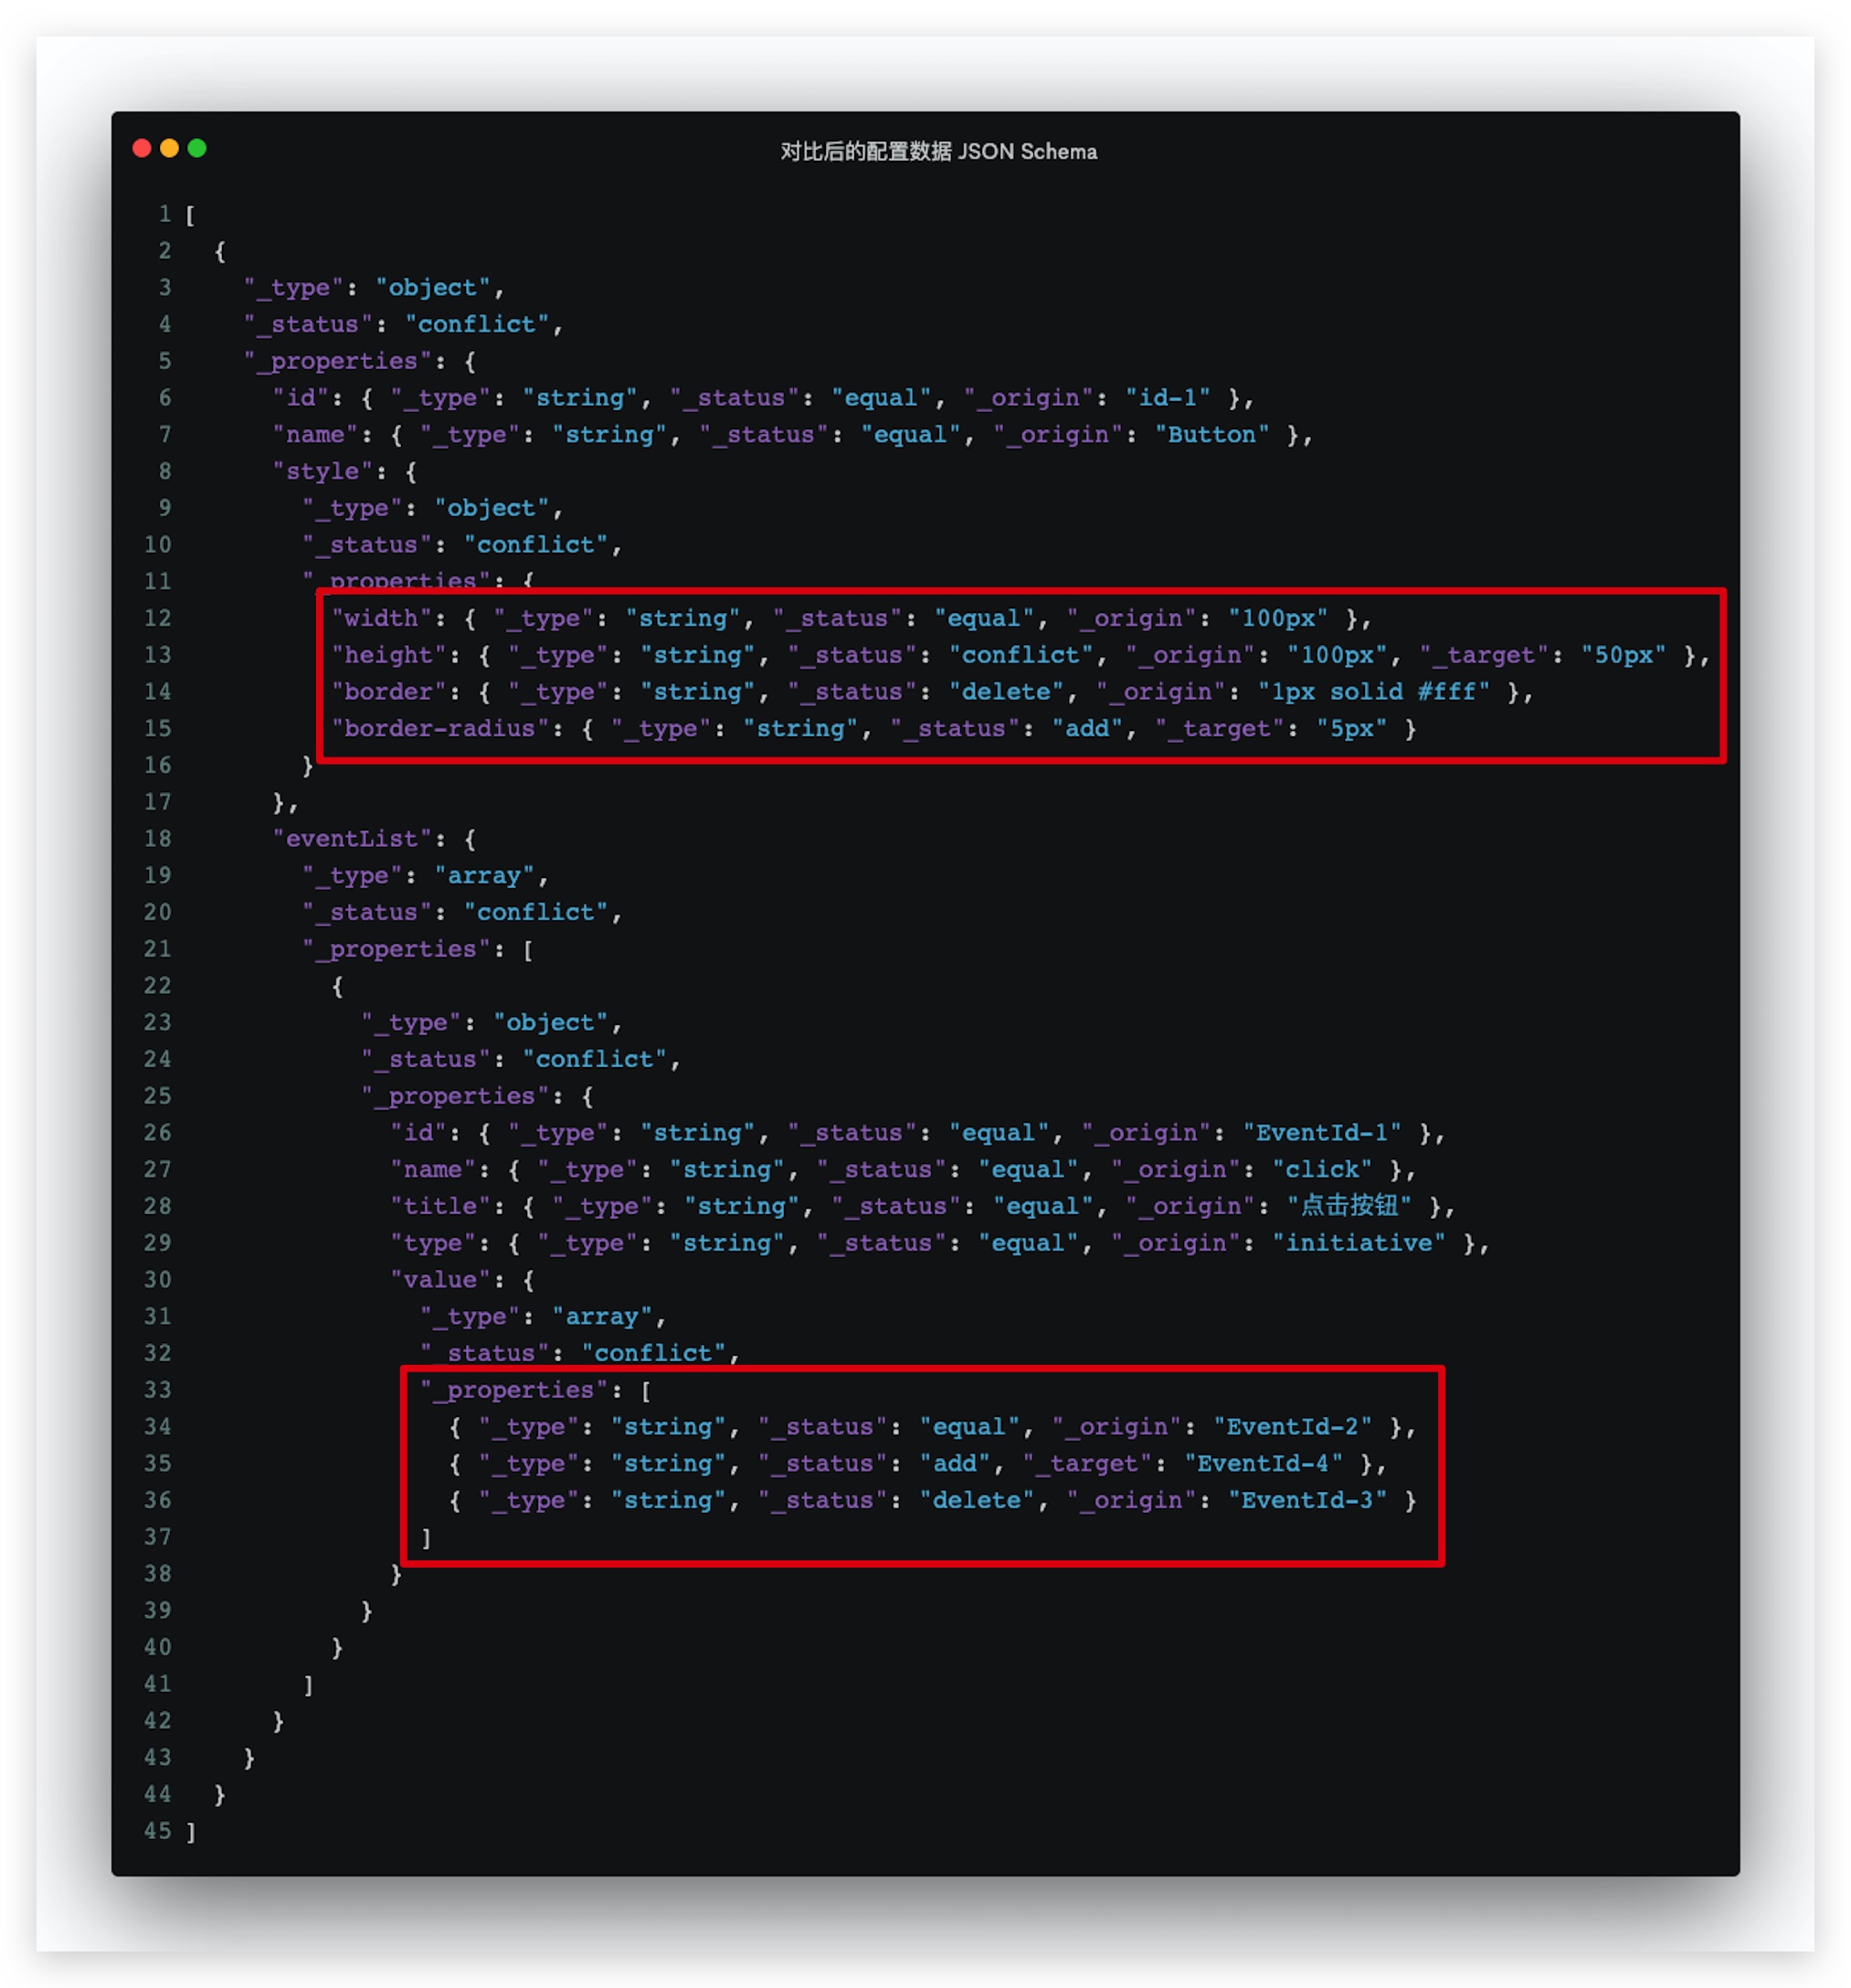 对比后的配置数据 JSON Schema
1 [
2   {
3     "_type": "object",
4     "_status": "conflict",
5     "_properties": {
6       "id": { "_type": "string", "_status": "equal", "_origin": "id-1" },
7       "name": { "_type": "string", "_status": "equal", "_origin": "Button" },
8       "style": {
9         "_type": "object",
10         "_status": "conflict",
11         "_properties": {
12           "width": { "_type": "string", "_status": "equal", "_origin": "100px" },
13           "height": { "_type": "string", "_status": "conflict", "_origin": "100px", "_target": "50px" },
14           "border": { "_type": "string", "_status": "delete", "_origin": "1px solid #fff" },
15           "border-radius": { "_type": "string", "_status": "add", "_target": "5px" }
16         }
17       },
18       "eventList": {
19         "_type": "array",
20         "_status": "conflict",
21         "_properties": [
22           {
23             "_type": "object",
24             "_status": "conflict",
25             "_properties": {
26               "id": { "_type": "string", "_status": "equal", "_origin": "EventId-1" },
27               "name": { "_type": "string", "_status": "equal", "_origin": "click" },
28               "title": { "_type": "string", "_status": "equal", "_origin": "点击按钮" },
29               "type": { "_type": "string", "_status": "equal", "_origin": "initiative" },
30               "value": {
31                 "_type": "array",
32                 "_status": "conflict",
33                 "_properties": [
34                   { "_type": "string", "_status": "equal", "_origin": "EventId-2" },
35                   { "_type": "string", "_status": "add", "_target": "EventId-4" },
36                   { "_type": "string", "_status": "delete", "_origin": "EventId-3" }
37                 ]
38               }
39             }
40           }
41         ]
42       }
43     }
44   }
45 ]